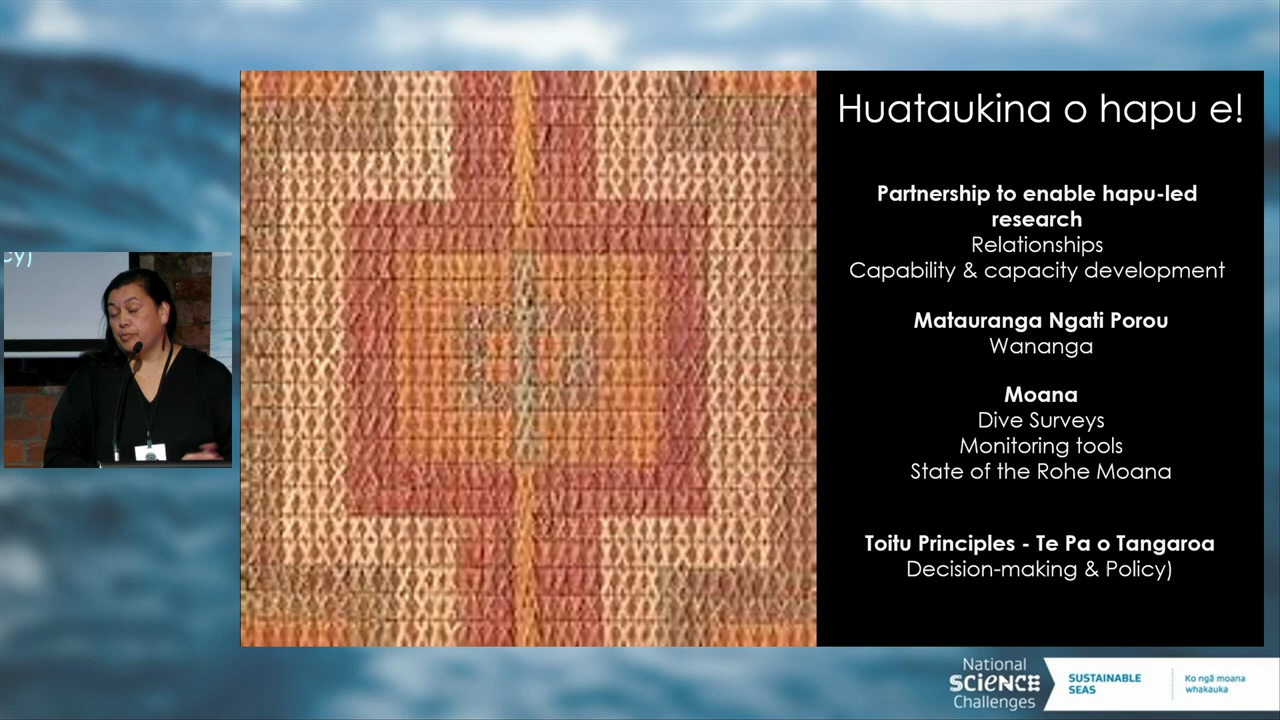 Huataukina o hapu e!
Partnership to enable hapu-led
research
Relationships
Capability & capacity development
Matauranga Ngati Porou
Wananga
Moana
Dive Surveys
Monitoring tools
State of the Rohe Moana
Toitu Principles - Te Pa o Tangaroa
Decision-making & Policy)
cy)
National
SCIENCE
Challenges
SUSTAINABLE
SEAS
Ko ngā moana
whakauka